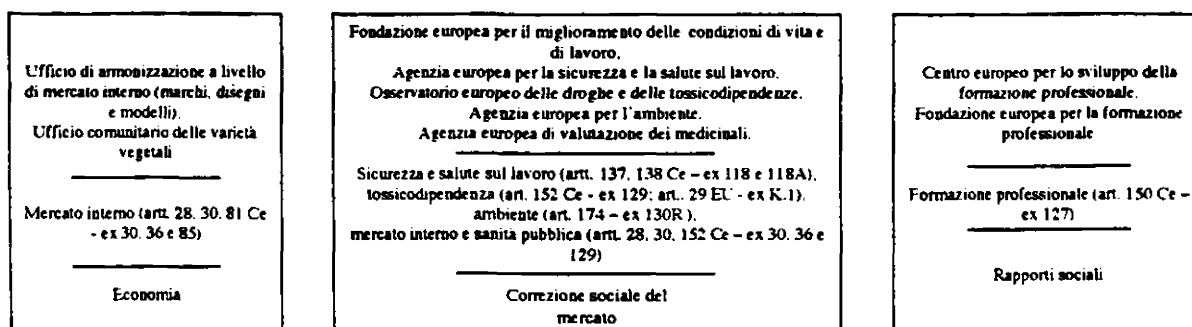 Ufficio di armonizzazione a livello
di mercato interno (marchi, disegni
e modelli).
Ufficio comunitario delle varietà
vegetali
Mercato interno (artt. 28. 30. 81 Ce
- ex 30. 36 e 85)
Economia
Fondazione europea per il miglioramento delle condizioni di vita e
di lavoro.
Agenzia europea per la sicurezza e la salute sul lavoro.
Osservatorio europeo delle droghe e delle tossicodipendenze.
Agenzia europea per l'ambiente.
Agenzia europea di valutazione dei medicinali.
Sicurezza e salute sul lavoro (artt. 137, 138 Ce – ex 118 e 118A),
tossicodipendenza (art. 152 Ce - ex 129; art.. 29 EU - ex K.1).
ambiente (art. 174 – ex 130R ).
mercato interno e sanità pubblica (artt. 28, 30, 152 Ce – ex 30. 36 e
129)
Correzione sociale del
mercato
Centro europeo per lo sviluppo della
formazione professionale.
Fondazione europea per la formazione
professionale
Formazione professionale (art. 150 Ce –
ex 127)
Rapporti sociali